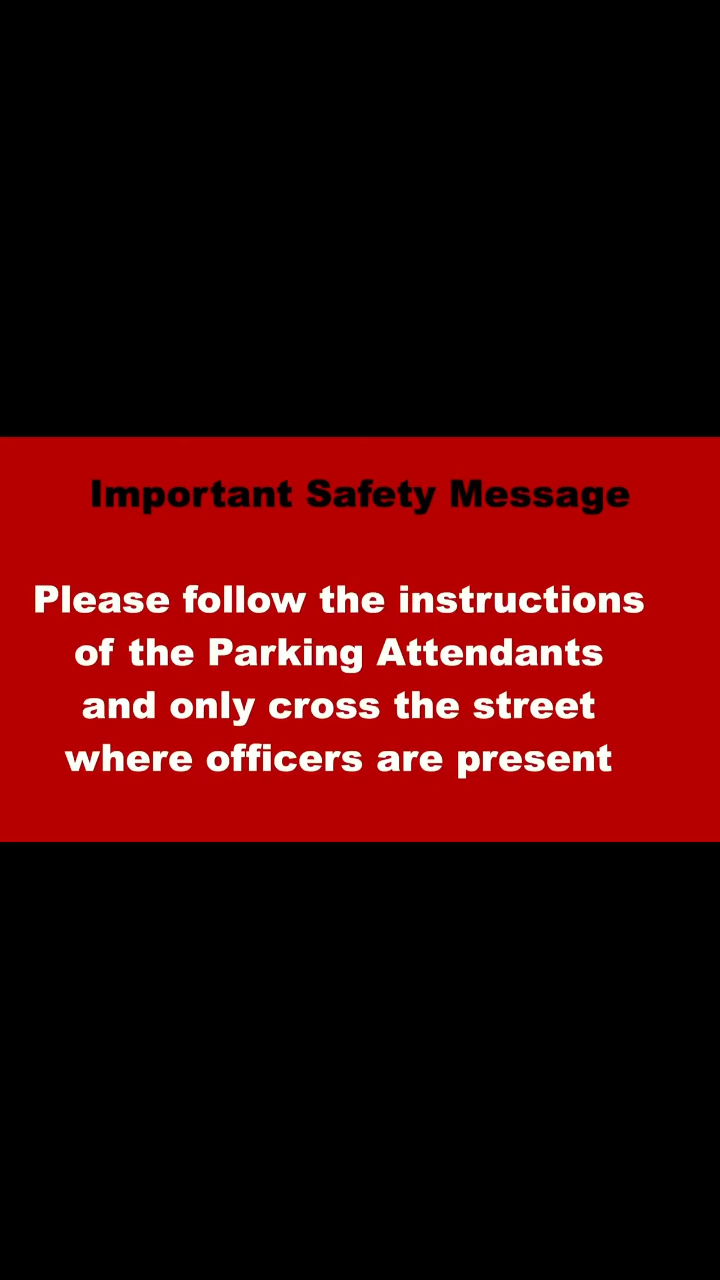 Important Safety Message
Please follow the instructions
of the Parking Attendants
and only cross the street
where officers are present